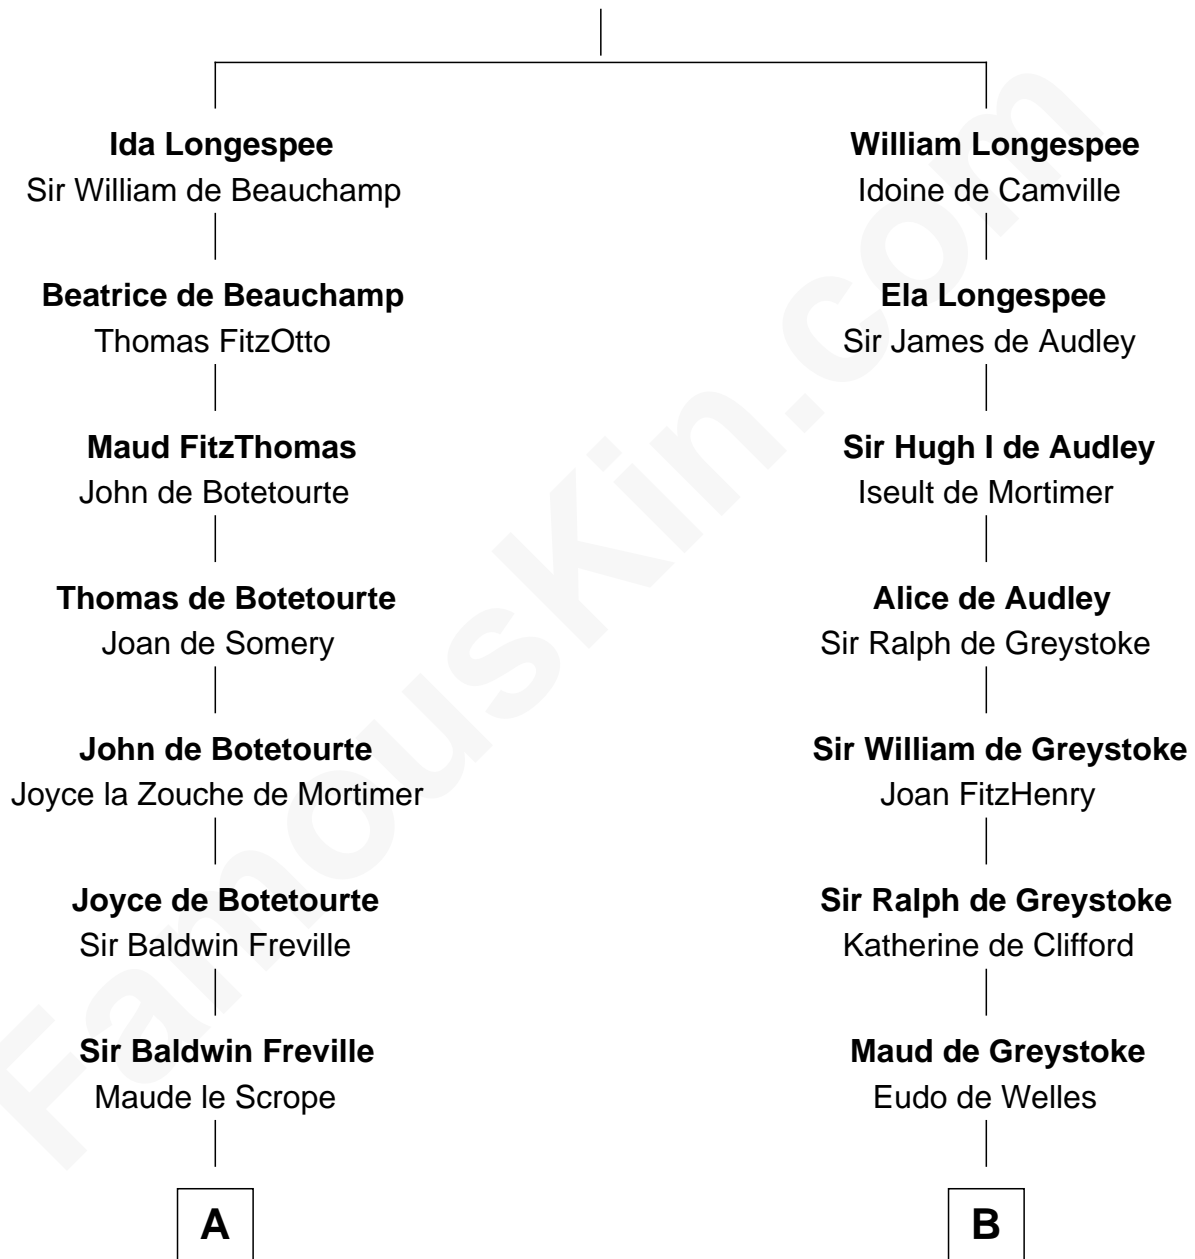 Ida Longespee
Sir William de Beauchamp
William Longespee
Idoine de Camville
Beatrice de Beauchamp
Thomas FitzOtto
Ela Longespee
Sir James de Audley
Maud FitzThomas
John de Botetourte
Sir Hugh I de Audley
Iseult de Mortimer
Thomas de Botetourte
Joan de Somery
Alice de Audley
Sir Ralph de Greystoke
John de Botetourte
Joyce la Zouche de Mortimer
Sir William de Greystoke
Joan FitzHenry
Joyce de Botetourte
Sir Baldwin Freville
Sir Ralph de Greystoke
Katherine de Clifford
Sir Baldwin Freville
Maude le Scrope
Maud de Greystoke
Eudo de Welles
A
B
FamousKin.com